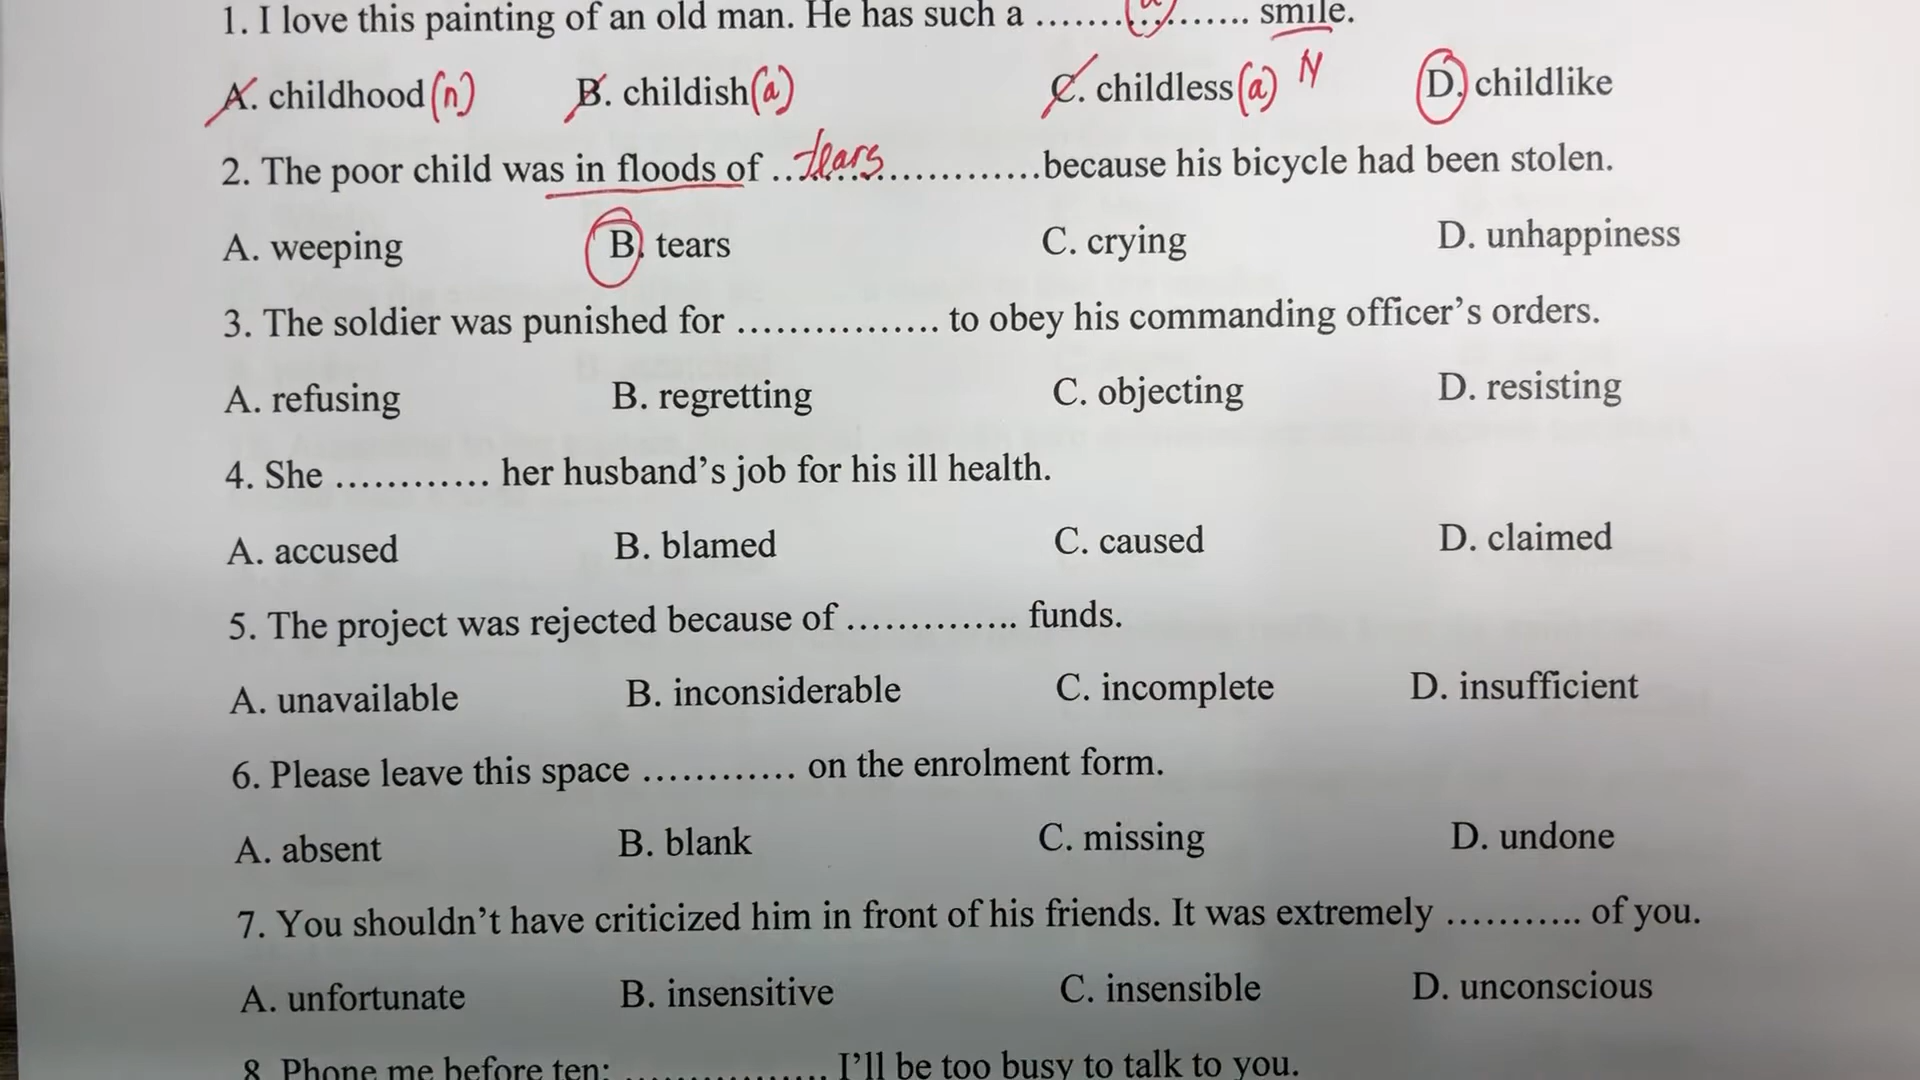 1. I love this painting of an old man. He has such a .................. smile.
A. childhood (n) B. childish (a) C. childless (a) N D. childlike
2. The poor child was in floods of ..tears.....................because his bicycle had been stolen.
A. weeping B. tears C. crying D. unhappiness
3. The soldier was punished for ................ to obey his commanding officer’s orders.
A. refusing B. regretting C. objecting D. resisting
4. She ............ her husband’s job for his ill health.
A. accused B. blamed C. caused D. claimed
5. The project was rejected because of .............. funds.
A. unavailable B. inconsiderable C. incomplete D. insufficient
6. Please leave this space ............ on the enrolment form.
A. absent B. blank C. missing D. undone
7. You shouldn’t have criticized him in front of his friends. It was extremely ........... of you.
A. unfortunate B. insensitive C. insensible D. unconscious
8. Phone me before ten; ................ I’ll be too busy to talk to you.